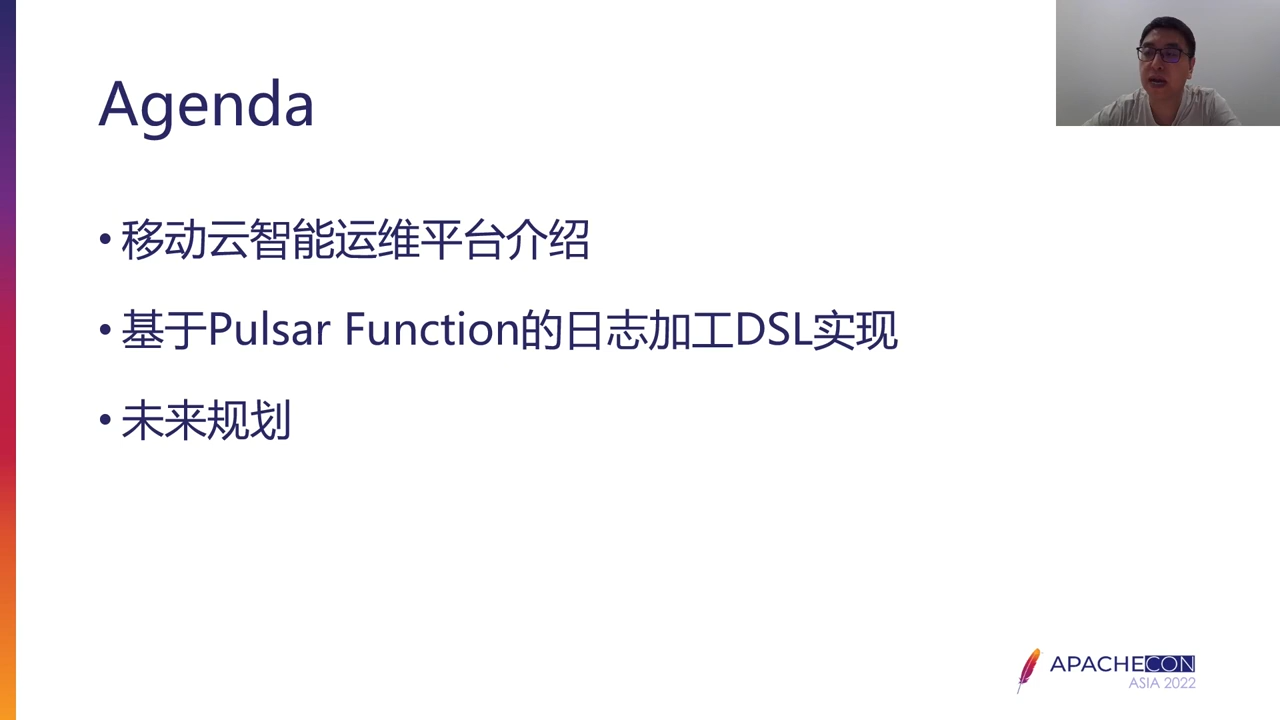 Agenda
• 移动云智能运维平台介绍
• 基于Pulsar Function的日志加工DSL实现
• 未来规划
APACHECON
ASIA 2022